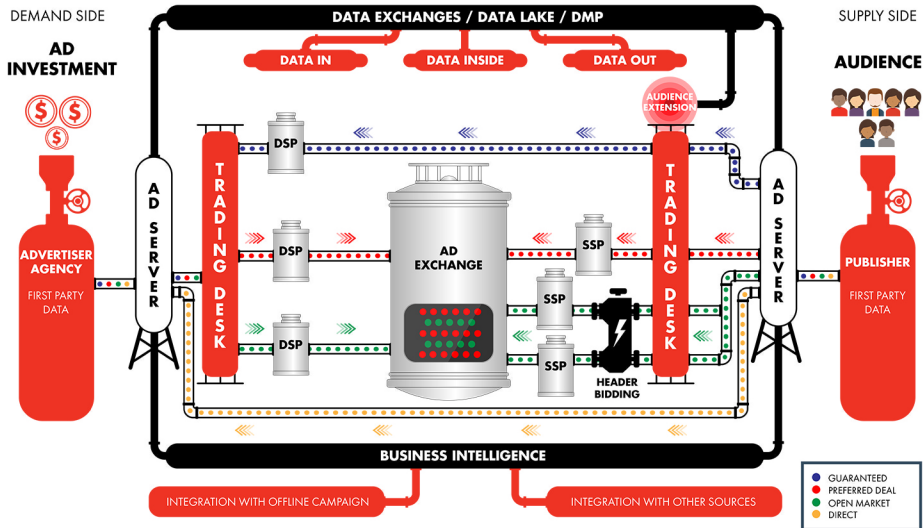 DEMAND SIDE
AD
INVESTMENT
$ $
$
ADVERTISER
AGENCY
FIRST PARTY
DATA
AD SERVER
DATA EXCHANGES / DATA LAKE / DMP
DATA IN
DATA INSIDE
DATA OUT
AUDIENCE
EXTENSION
TRADING DESK
DSP
DSP
DSP
AD
EXCHANGE
SSP
SSP
SSP
HEADER
BIDDING
TRADING DESK
AD SERVER
SUPPLY SIDE
AUDIENCE
PUBLISHER
FIRST PARTY
DATA
BUSINESS INTELLIGENCE
INTEGRATION WITH OFFLINE CAMPAIGN
INTEGRATION WITH OTHER SOURCES
GUARANTEED
PREFERRED DEAL
OPEN MARKET
DIRECT